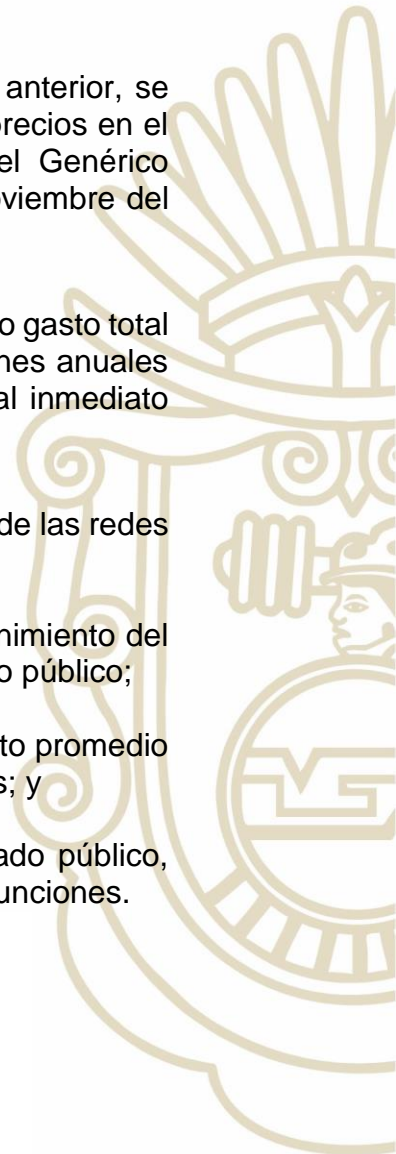 anterior, se
precios en el
el Genérico
oviembre del
o gasto total
nes anuales
al inmediato
de las redes
nimiento del
o público;
to promedio
s; y
ado público,
unciones.